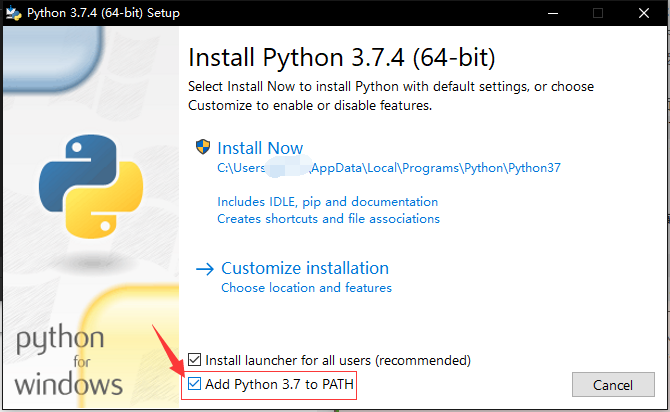 Python 3.7.4 (64-bit) Setup
Install Python 3.7.4 (64-bit)
Select Install Now to install Python with default settings, or choose
Customize to enable or disable features.
Install Now
C:\Users\AppData\Local\Programs\Python\Python37
Includes IDLE, pip and documentation
Creates shortcuts and file associations
Customize installation
Choose location and features
Install launcher for all users (recommended)
Add Python 3.7 to PATH
Cancel
python
for
windows